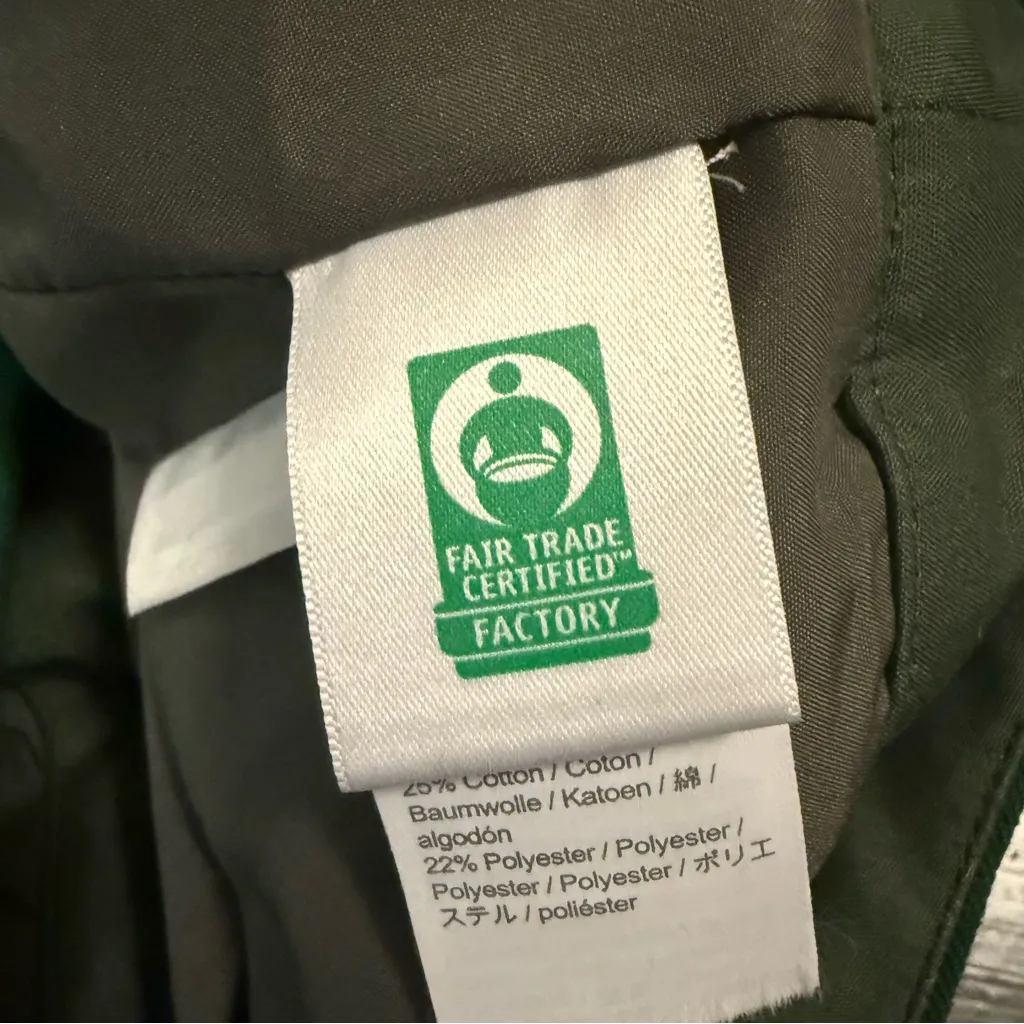 FAIR TRADE
CERTIFIED™
FACTORY
25% Cotton / Coton /
Baumwolle / Katoen / 綿 /
algodón
22% Polyester / Polyester /
Polyester / Polyester / ポリエ
ステル / poliéster